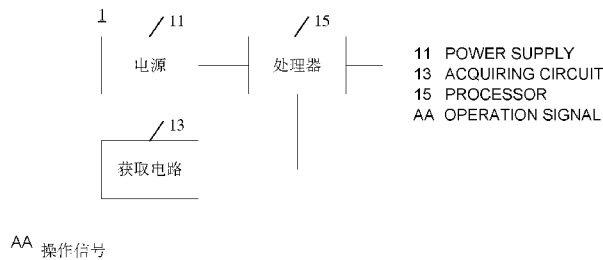 1
11
15
电源
处理器
11 POWER SUPPLY
13 ACQUIRING CIRCUIT
15 PROCESSOR
AA OPERATION SIGNAL
13
获取电路
AA 操作信号